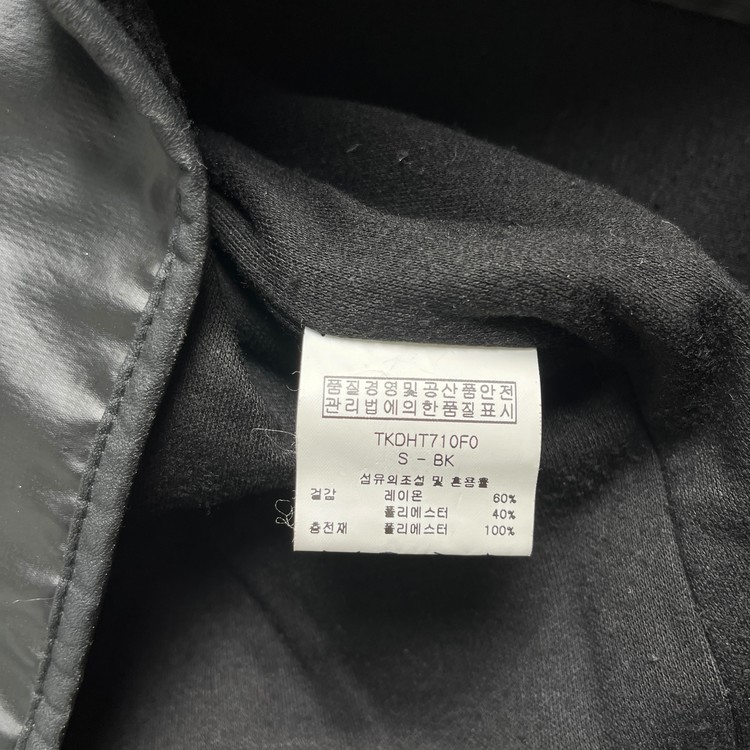 품질경영및공산품안전
관리법에의한품질표시
TKDHT710F0
S - BK
섬유의조성 및 혼용률
겉감 레이온 60%
폴리에스터 40%
충전재 폴리에스터 100%